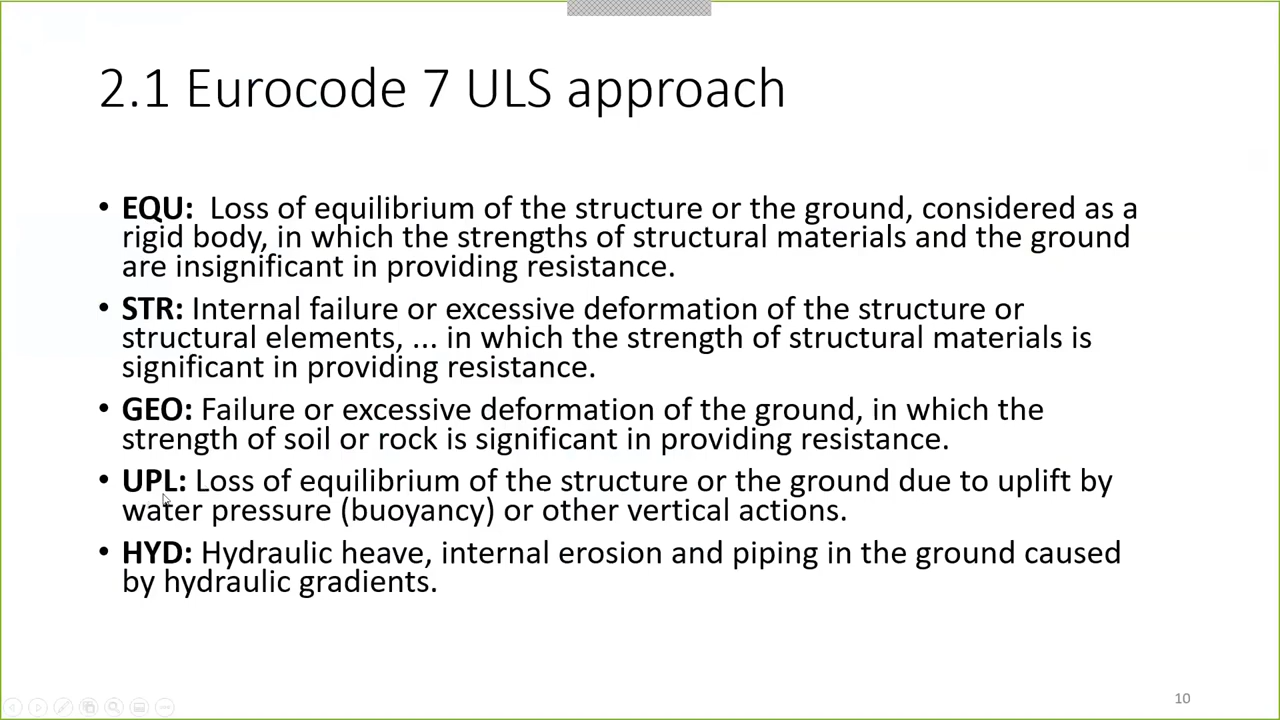 2.1 Eurocode 7 ULS approach
• EQU:  Loss of equilibrium of the structure or the ground, considered as a
rigid body, in which the strengths of structural materials and the ground
are insignificant in providing resistance.
• STR: Internal failure or excessive deformation of the structure or
structural elements, ... in which the strength of structural materials is
significant in providing resistance.
• GEO: Failure or excessive deformation of the ground, in which the
strength of soil or rock is significant in providing resistance.
• UPL: Loss of equilibrium of the structure or the ground due to uplift by
water pressure (buoyancy) or other vertical actions.
• HYD: Hydraulic heave, internal erosion and piping in the ground caused
by hydraulic gradients.
10